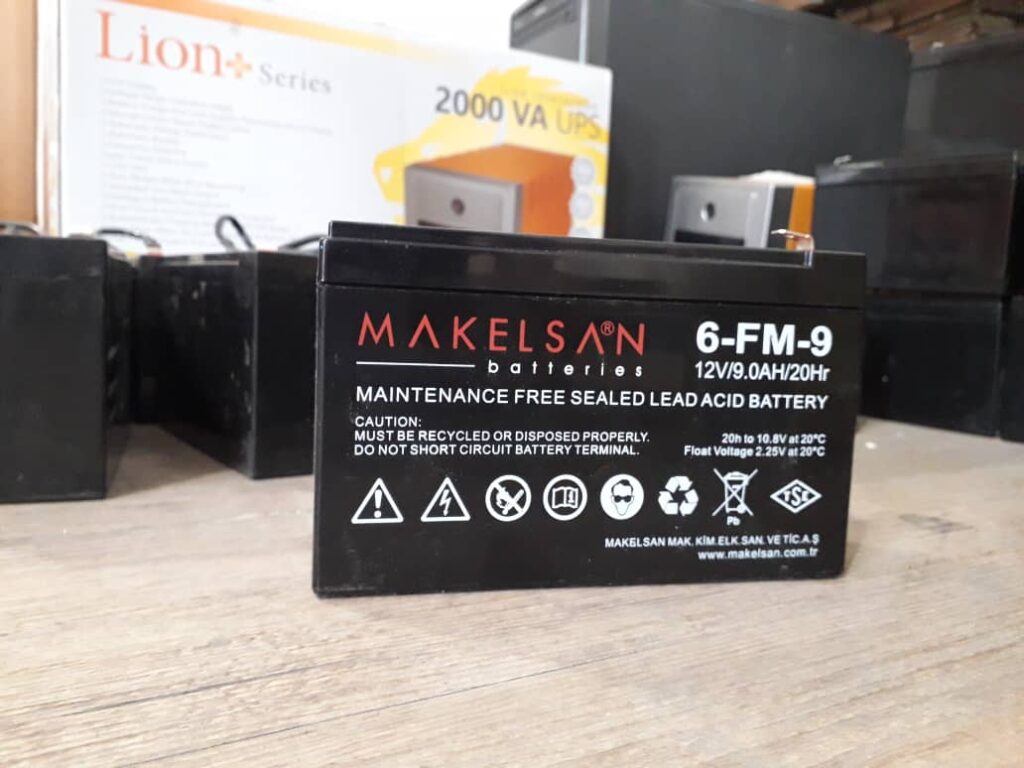 Lion+ Series
2000 VA UPS
MAKELSAN®
batteries
6-FM-9
12V/9.0AH/20Hr
MAINTENANCE FREE SEALED LEAD ACID BATTERY
CAUTION:
MUST BE RECYCLED OR DISPOSED PROPERLY.
DO NOT SHORT CIRCUIT BATTERY TERMINAL.
20h to 10.8V at 20°C
Float Voltage 2.25V at 20°C
Pb
TSE
MAKELSAN MAK. KİM.ELK.SAN. VE TİC.A.Ş
www.makelsan.com.tr